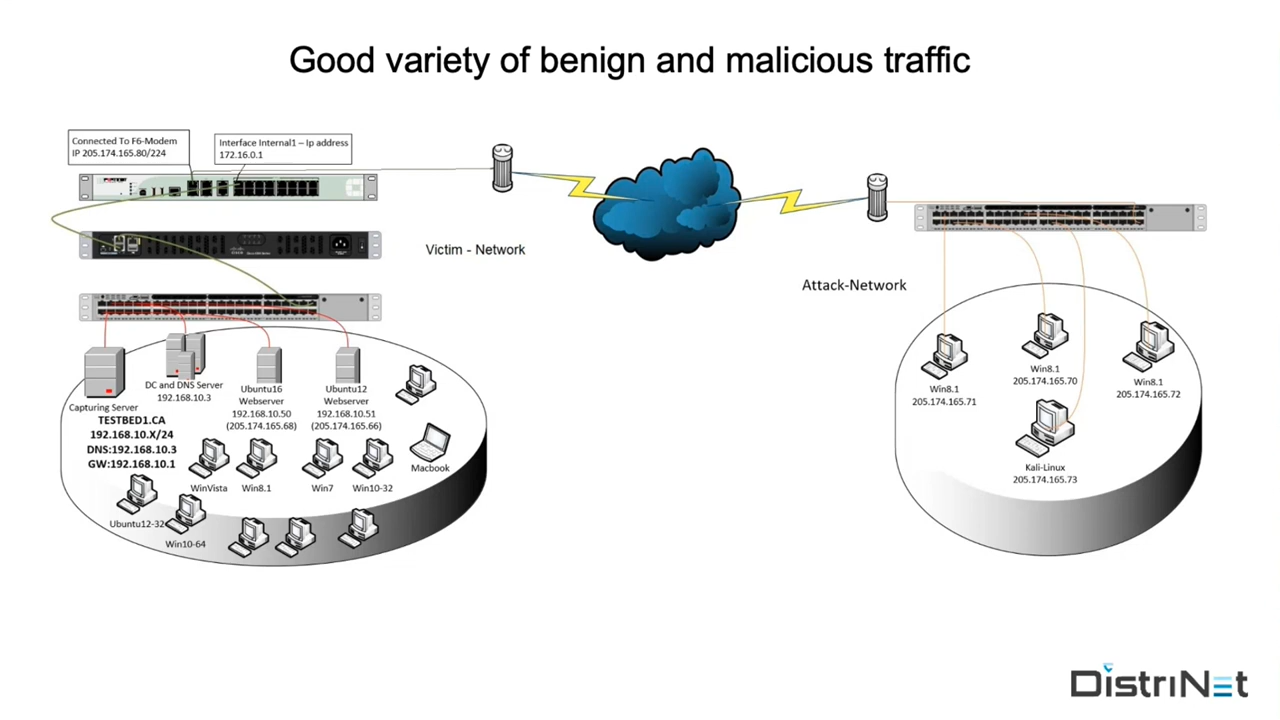 Good variety of benign and malicious traffic
Connected To F6-Modem
IP 205.174.165.80/224
Interface Internal1 – Ip address
172.16.0.1
Victim - Network
Attack-Network
Capturing Server
DC and DNS Server
192.168.10.3
Ubuntu16
Webserver
192.168.10.50
(205.174.165.68)
Ubuntu12
Webserver
192.168.10.51
(205.174.165.66)
TESTBED1.CA
192.168.10.X/24
DNS:192.168.10.3
GW:192.168.10.1
WinVista
Win8.1
Win7
Win10-32
Macbook
Ubuntu12-32
Win10-64
Win8.1
205.174.165.71
Win8.1
205.174.165.70
Win8.1
205.174.165.72
Kali-Linux
205.174.165.73
DistriNet